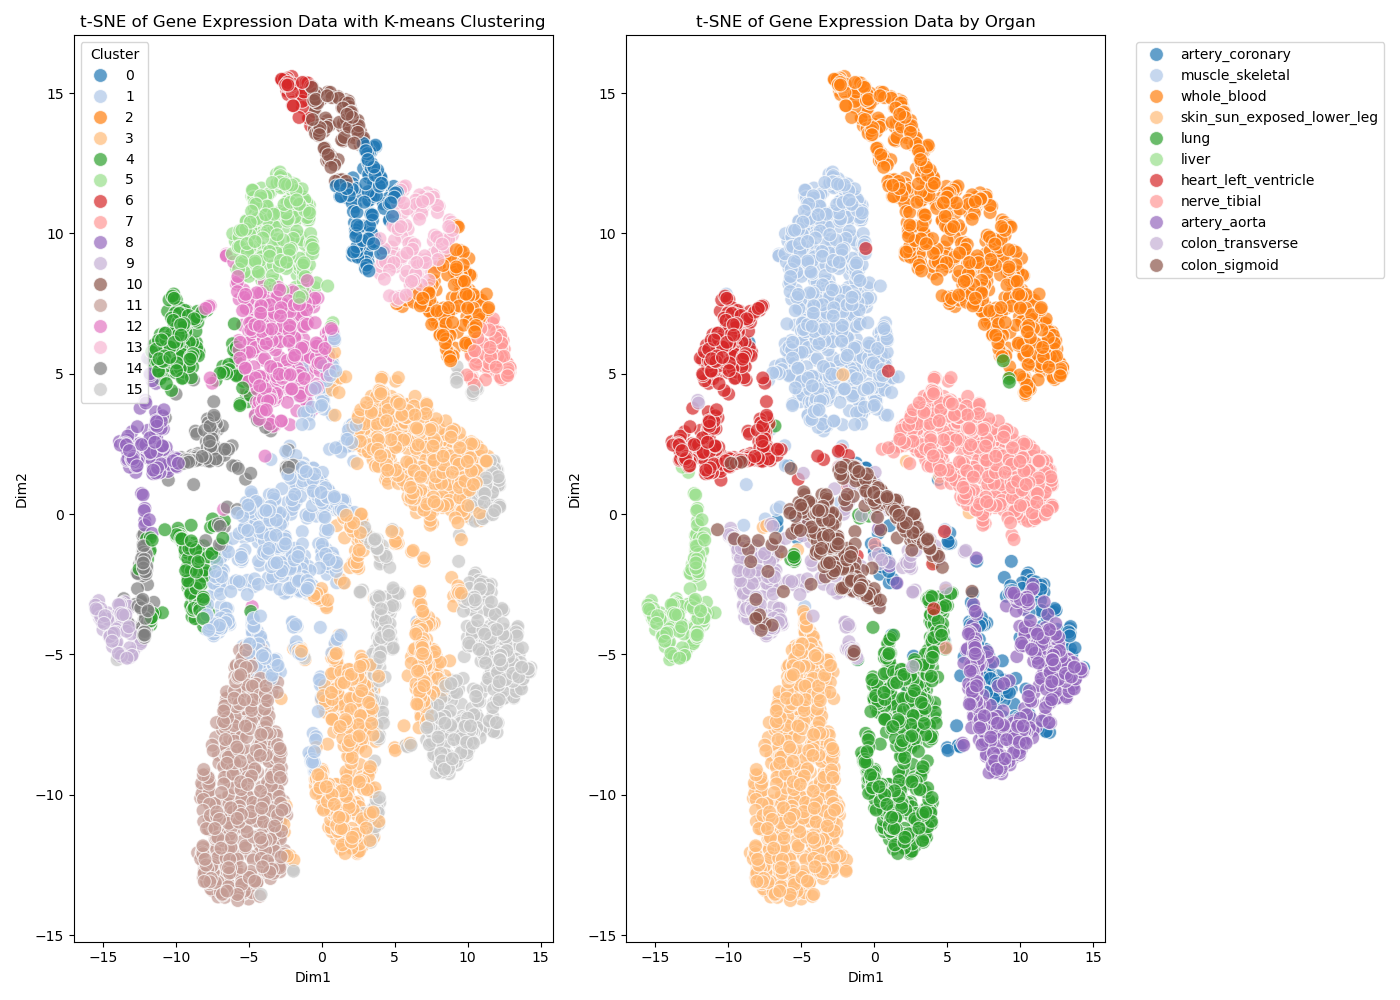 t-SNE of Gene Expression Data with K-means Clustering
Cluster
0
1
2
3
4
5
6
7
8
9
10
11
12
13
14
15
15
10
5
0
−5
−10
−15
Dim2
−15 −10 −5 0 5 10 15
Dim1
t-SNE of Gene Expression Data by Organ
15
10
5
0
−5
−10
−15
Dim2
−15 −10 −5 0 5 10 15
Dim1
artery_coronary
muscle_skeletal
whole_blood
skin_sun_exposed_lower_leg
lung
liver
heart_left_ventricle
nerve_tibial
artery_aorta
colon_transverse
colon_sigmoid